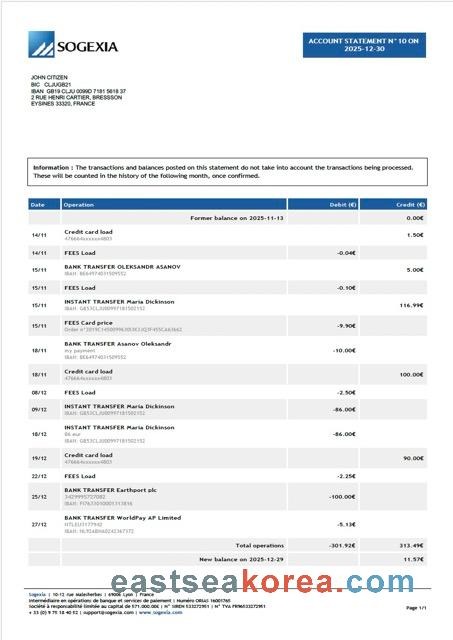 SOGEXIA
ACCOUNT STATEMENT N°10 ON
2025-12-30
JOHN CITIZEN
BIC CLJUGB21
IBAN GB19 CLJU 0099D 7181 5618 37
2 RUE HENRI CARTIER, BRESSSON
EYSINES 33320, FRANCE
Information : The transactions and balances posted on this statement do not take into account the transactions being processed.
These will be counted in the history of the following month, once confirmed.
Date Operation Debit (€) Credit (€)
Former balance on 2025-11-13 0.00€
14/11 Credit card load 1.50€
476664xxxxxx4803
14/11 FEES Load -0.04€
15/11 BANK TRANSFER OLEKSANDR ASANOV 5.00€
IBAN: BE64974031509552
15/11 FEES Load -0.10€
15/11 INSTANT TRANSFER Maria Dickinson 116.99€
IBAN: GB53CLJU00997181502152
15/11 FEES Card price -9.90€
Order n°
18/11 BANK TRANSFER Asanov Oleksandr -10.00€
my payment
IBAN: BE64974031509552
18/11 Credit card load 100.00€
476664xxxxxx4803
08/12 FEES Load -2.50€
09/12 INSTANT TRANSFER Maria Dickinson -86.00€
IBAN: GB53CLJU00997181502152
18/12 INSTANT TRANSFER Maria Dickinson -86.00€
86 eur
IBAN: GB53CLJU00997181502152
19/12 Credit card load 90.00€
476664xxxxxx4803
22/12 FEES Load -2.25€
25/12 BANK TRANSFER Earthport plc -100.00€
3429995727082
IBAN:
27/12 BANK TRANSFER WorldPay AP Limited -5.13€
IBAN:
Total operations -301.92€ 313.49€
New balance on 2025-12-29 11.57€
eastseakorea.com
Sogexia | 10-12 rue Malesherbes | 69006 Lyon | France
Intermédiaire en opérations de banque et services de paiement | Numéro ORIAS 16001765
Société à responsabilité limitée au capital de 571.000.00€ | N° SIREN 533272951 | N° TVA FR96533272951
+ 33 (0) 9 75 18 40 52 | support@sogexia.com | www.sogexia.com
Page 1/1